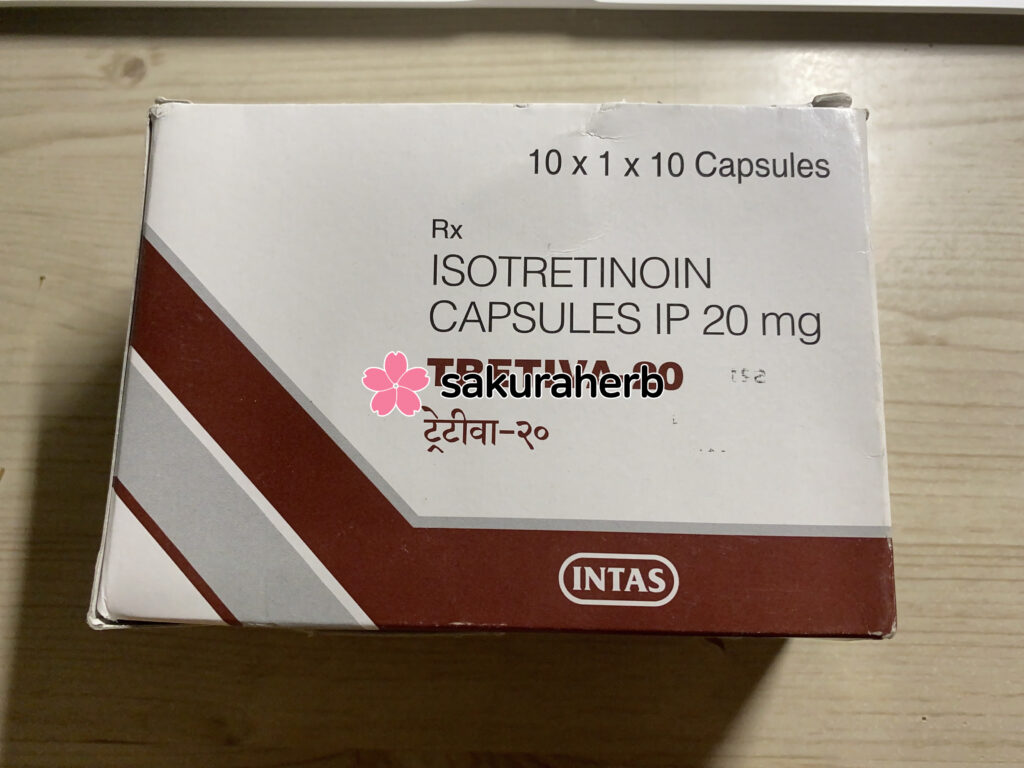 10 x 1 x 10 Capsules
Rx
ISOTRETINOIN
CAPSULES IP 20 mg
sakuraherb
ट्रेटीवा-२०
INTAS